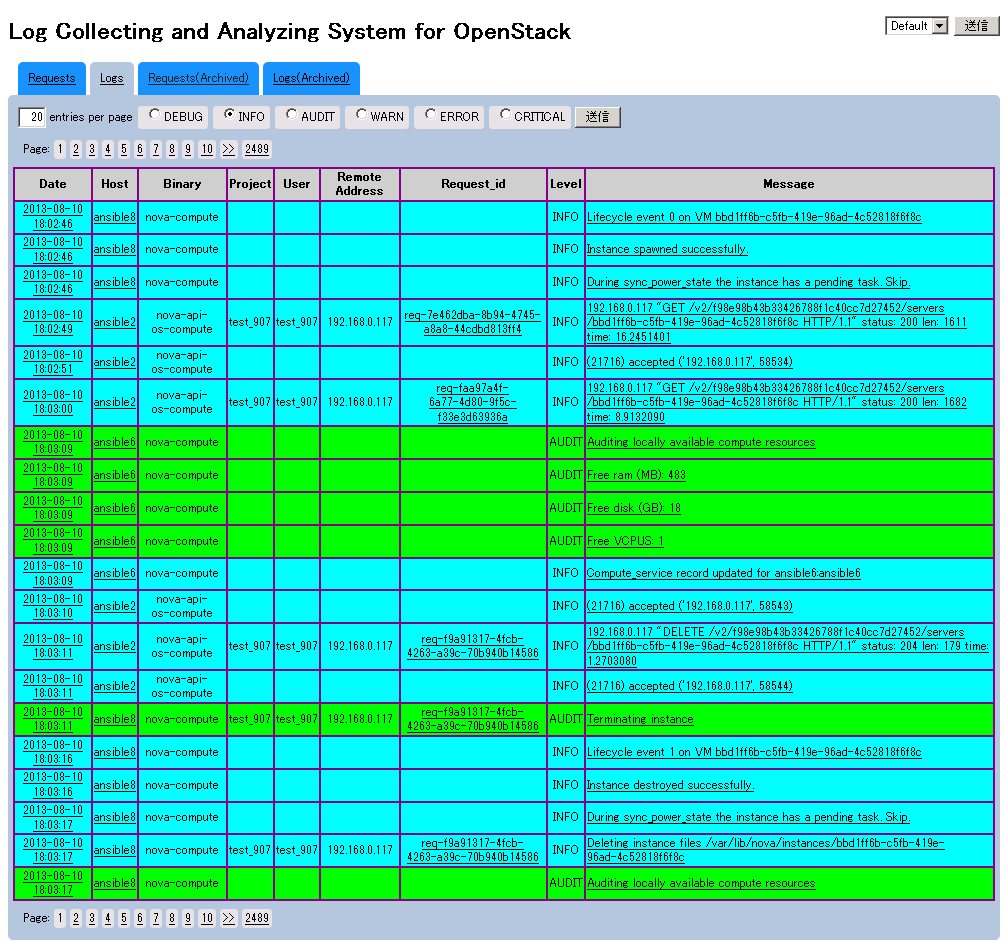 Log Collecting and Analyzing System for OpenStack
Default 送信
Requests Logs Requests(Archived) Logs(Archived)
20 entries per page DEBUG INFO AUDIT WARN ERROR CRITICAL 送信
Page: 1 2 3 4 5 6 7 8 9 10 >> 2489
Date Host Binary Project User Remote Address Request_id Level Message
2013-08-10 18:02:46 ansible8 nova-compute INFO Lifecycle event 0 on VM bbd1ff6b-c5fb-419e-96ad-4c52818f6f8c
2013-08-10 18:02:46 ansible8 nova-compute INFO Instance spawned successfully.
2013-08-10 18:02:46 ansible8 nova-compute INFO During sync_power_state the instance has a pending task. Skip.
2013-08-10 18:02:49 ansible2 nova-api-os-compute test_907 test_907 192.168.0.117 req-7e462dba-8b94-4745-a8a8-44cdbd813ff4 INFO 192.168.0.117 "GET /v2/f98e98b43b33426788f1c40cc7d27452/servers/bbd1ff6b-c5fb-419e-96ad-4c52818f6f8c HTTP/1.1" status: 200 len: 1611 time: 16.2451401
2013-08-10 18:02:51 ansible2 nova-api-os-compute INFO (21716) accepted ('192.168.0.117', 58534)
2013-08-10 18:03:00 ansible2 nova-api-os-compute test_907 test_907 192.168.0.117 req-faa97a4f-6a77-4d80-9f5c-f33e3d63936a INFO 192.168.0.117 "GET /v2/f98e98b43b33426788f1c40cc7d27452/servers/bbd1ff6b-c5fb-419e-96ad-4c52818f6f8c HTTP/1.1" status: 200 len: 1682 time: 8.9132090
2013-08-10 18:03:09 ansible6 nova-compute AUDIT Auditing locally available compute resources
2013-08-10 18:03:09 ansible6 nova-compute AUDIT Free ram (MB): 483
2013-08-10 18:03:09 ansible6 nova-compute AUDIT Free disk (GB): 18
2013-08-10 18:03:09 ansible6 nova-compute AUDIT Free VCPUS: 1
2013-08-10 18:03:09 ansible6 nova-compute INFO Compute_service record updated for ansible6:ansible6
2013-08-10 18:03:10 ansible2 nova-api-os-compute INFO (21716) accepted ('192.168.0.117', 58543)
2013-08-10 18:03:11 ansible2 nova-api-os-compute test_907 test_907 192.168.0.117 req-f9a91317-4fcb-4263-a39c-70b940b14586 INFO 192.168.0.117 "DELETE /v2/f98e98b43b33426788f1c40cc7d27452/servers/bbd1ff6b-c5fb-419e-96ad-4c52818f6f8c HTTP/1.1" status: 204 len: 179 time: 1.2703080
2013-08-10 18:03:11 ansible2 nova-api-os-compute INFO (21716) accepted ('192.168.0.117', 58544)
2013-08-10 18:03:11 ansible8 nova-compute test_907 test_907 192.168.0.117 req-f9a91317-4fcb-4263-a39c-70b940b14586 AUDIT Terminating instance
2013-08-10 18:03:16 ansible8 nova-compute INFO Lifecycle event 1 on VM bbd1ff6b-c5fb-419e-96ad-4c52818f6f8c
2013-08-10 18:03:16 ansible8 nova-compute INFO Instance destroyed successfully.
2013-08-10 18:03:17 ansible8 nova-compute INFO During sync_power_state the instance has a pending task. Skip.
2013-08-10 18:03:17 ansible8 nova-compute test_907 test_907 192.168.0.117 req-f9a91317-4fcb-4263-a39c-70b940b14586 INFO Deleting instance files /var/lib/nova/instances/bbd1ff6b-c5fb-419e-96ad-4c52818f6f8c
2013-08-10 18:03:17 ansible8 nova-compute AUDIT Auditing locally available compute resources
Page: 1 2 3 4 5 6 7 8 9 10 >> 2489